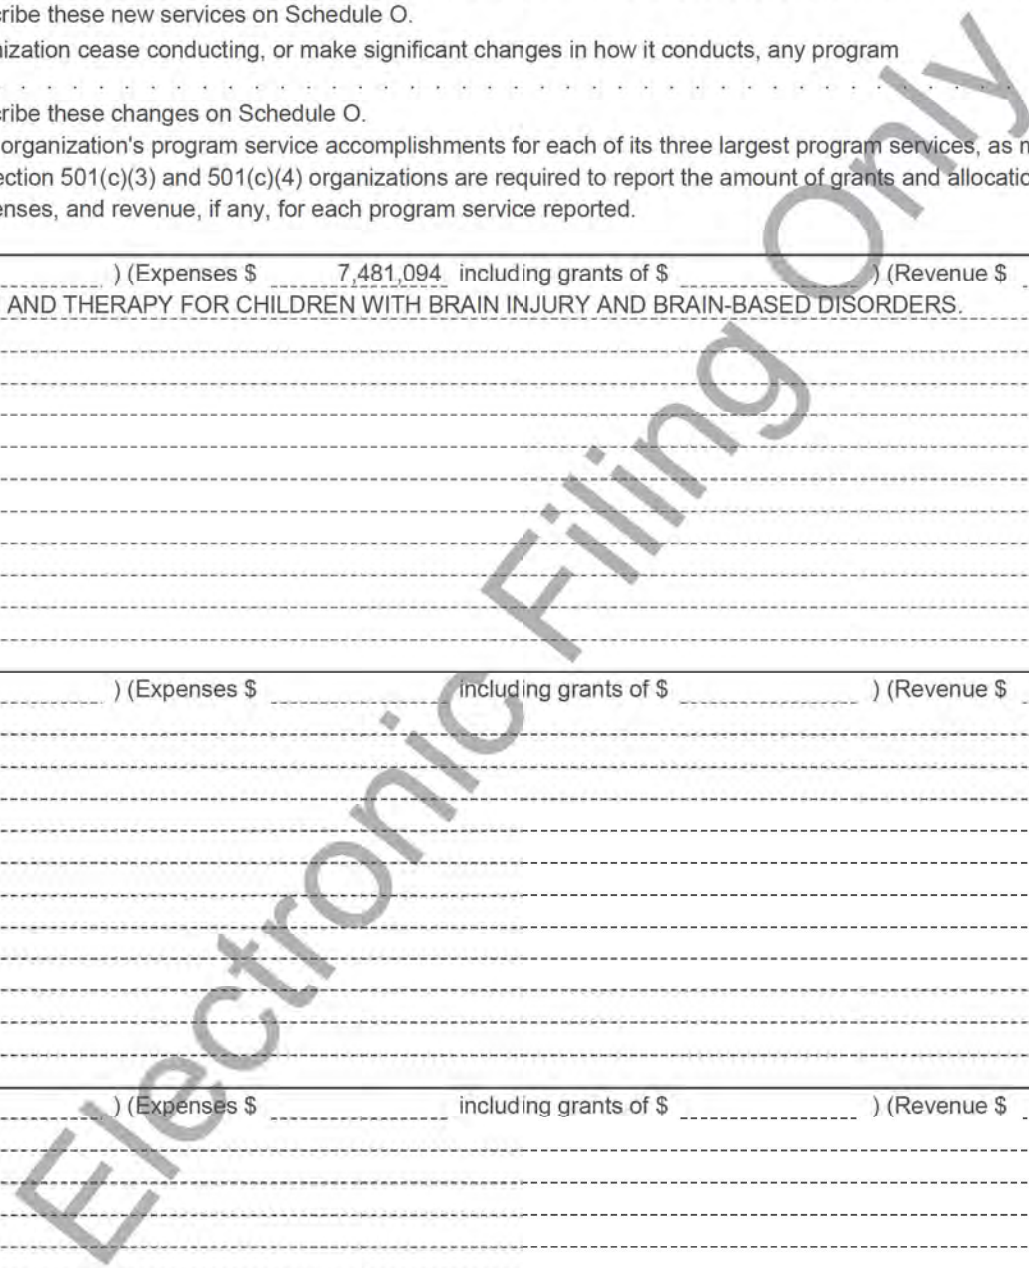 ribe these new services on Schedule O.
nization cease conducting, or make significant changes in how it conducts, any program
ribe these changes on Schedule O.
organization's program service accomplishments for each of its three largest program services, as m
ection 501(c)(3) and 501(c)(4) organizations are required to report the amount of grants and allocatio
enses, and revenue, if any, for each program service reported.
) (Expenses $ 7,481,094 including grants of $ ) (Revenue $
AND THERAPY FOR CHILDREN WITH BRAIN INJURY AND BRAIN-BASED DISORDERS.
) (Expenses $ including grants of $ ) (Revenue $
) (Expenses $ including grants of $ ) (Revenue $
Electronic Filing Only